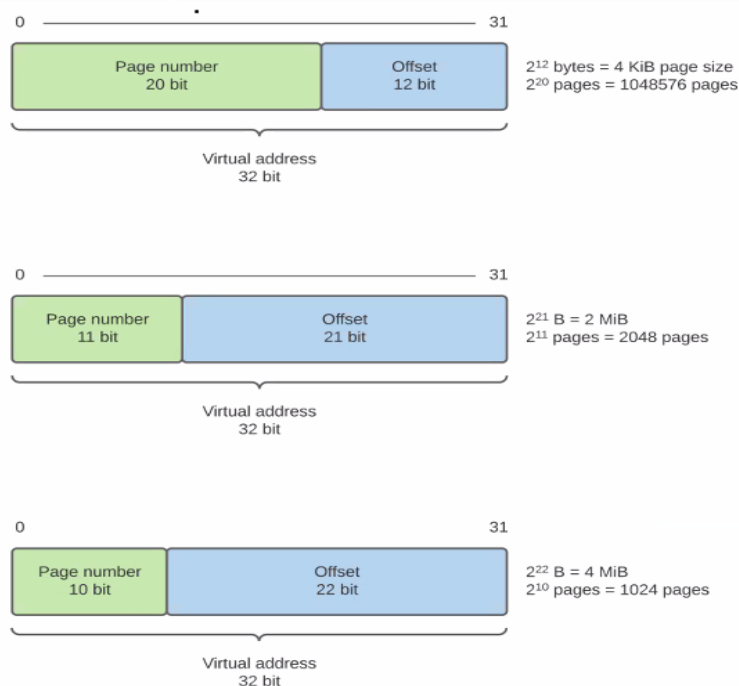 0 31
Page number Offset
20 bit 12 bit
2¹² bytes = 4 KiB page size
2²⁰ pages = 1048576 pages
Virtual address
32 bit
0 31
Page number Offset
11 bit 21 bit
2²¹ B = 2 MiB
2¹¹ pages = 2048 pages
Virtual address
32 bit
0 31
Page number Offset
10 bit 22 bit
2²² B = 4 MiB
2¹⁰ pages = 1024 pages
Virtual address
32 bit